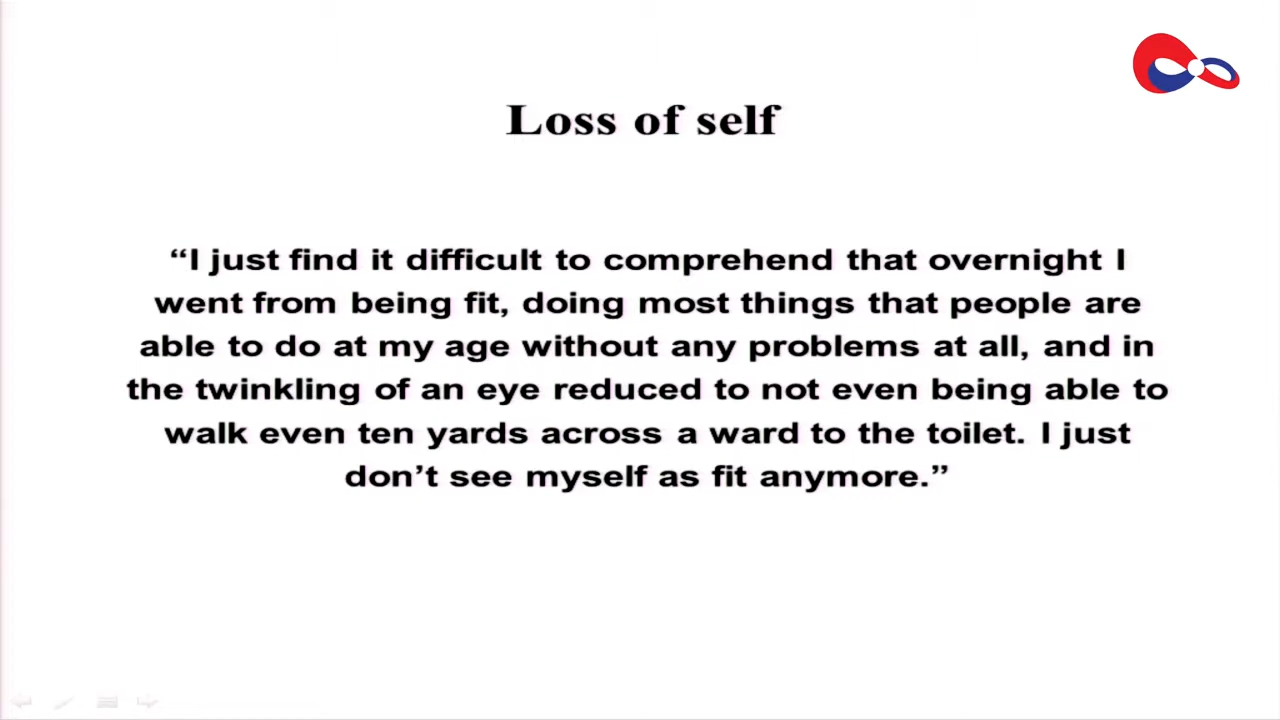 Loss of self
“I just find it difficult to comprehend that overnight I
went from being fit, doing most things that people are
able to do at my age without any problems at all, and in
the twinkling of an eye reduced to not even being able to
walk even ten yards across a ward to the toilet. I just
don’t see myself as fit anymore.”